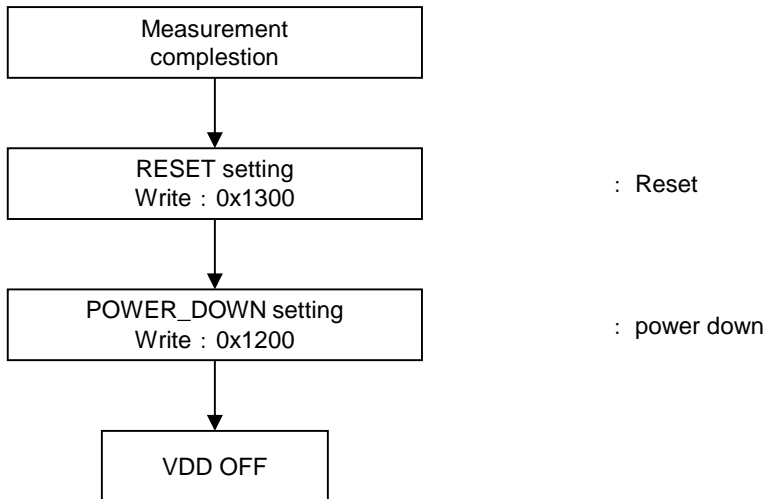 Measurement
complestion
RESET setting
Write : 0x1300
: Reset
POWER_DOWN setting
Write : 0x1200
: power down
VDD OFF